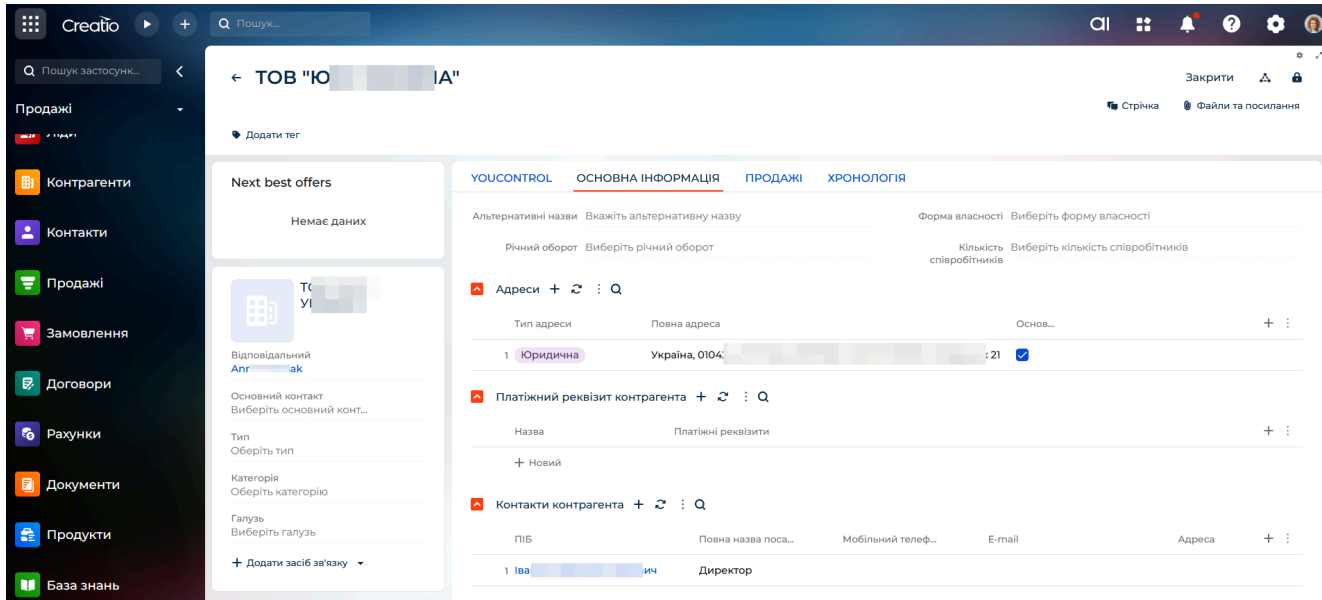 Creatio
Пошук...
Пошук застосунк...
ТОВ "Ю
А"
Закрити
Продажі
Стрічка
Файли та посилання
Додати тег
Ліди
Контрагенти
Контакти
Продажі
Замовлення
Договори
Рахунки
Документи
Продукти
База знань
Next best offers
Немає даних
Відповідальний
Основний контакт
Виберіть основний конт...
Тип
Оберіть тип
Категорія
Оберіть категорію
Галузь
Виберіть галузь
Додати засіб зв'язку
YOUCONTROL ОСНОВНА ІНФОРМАЦІЯ ПРОДАЖІ ХРОНОЛОГІЯ
Альтернативні назви Вкажіть альтернативну назву Форма власності Виберіть форму власності
Річний оборот Виберіть річний оборот Кількість співробітників Виберіть кількість співробітників
Адреси
Тип адреси Повна адреса Основ...
1 Юридична Україна, 0104 21
Платіжний реквізит контрагента
Назва Платіжні реквізити
Новий
Контакти контрагента
ПІБ Повна назва поса... Мобільний телеф... E-mail Адреса
1 Іва ич Директор